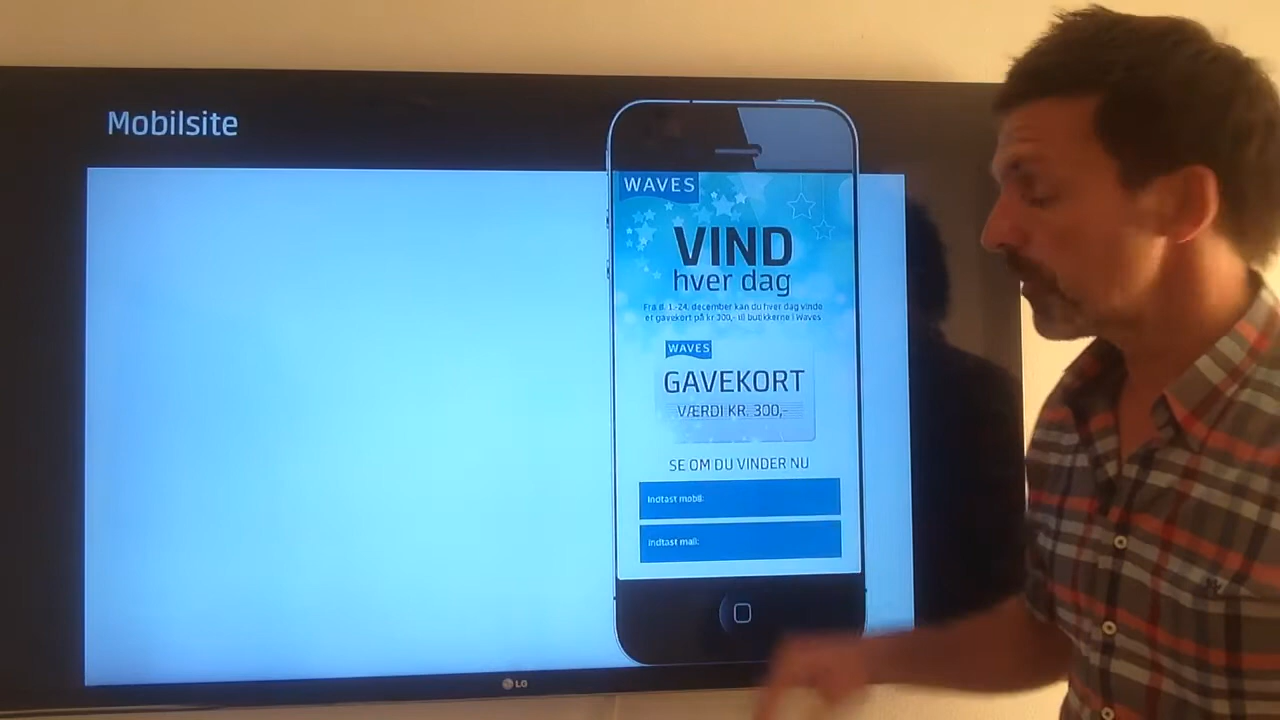 Mobilsite
WAVES
VIND
hver dag
Fra d. 1.-24. december kan du hver dag vinde
et gavekort på kr 300,- til butikkerne i Waves
WAVES
GAVEKORT
VÆRDI KR. 300,-
SE OM DU VINDER NU
Indtast mobil:
Indtast mail:
LG